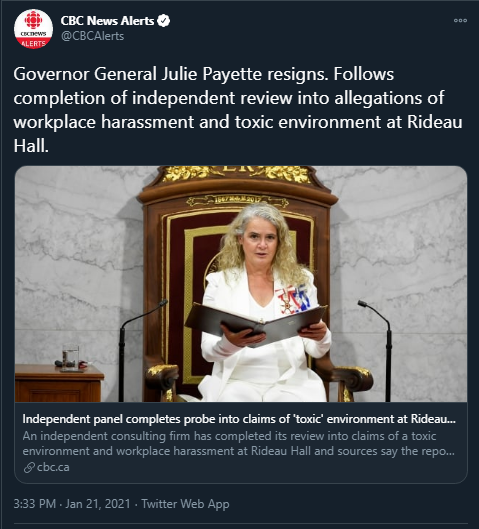 CBC News Alerts
@CBCAlerts
CBCNEWS
ALERTS
Governor General Julie Payette resigns. Follows
completion of independent review into allegations of
workplace harassment and toxic environment at Rideau
Hall.
1867 2017
Independent panel completes probe into claims of 'toxic' environment at Rideau...
An independent consulting firm has completed its review into claims of a toxic
environment and workplace harassment at Rideau Hall and sources say the repo...
cbc.ca
3:33 PM · Jan 21, 2021 · Twitter Web App